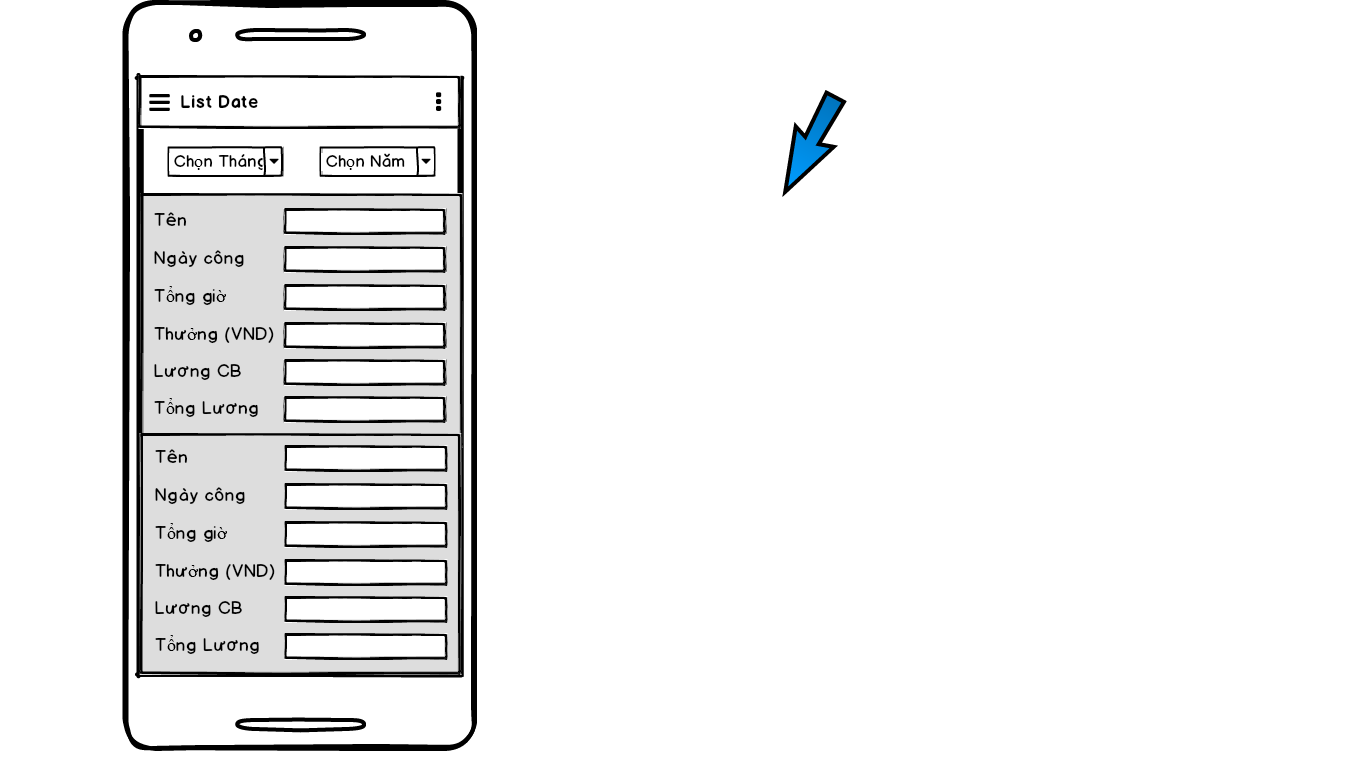 List Date
Chọn Tháng Chọn Năm
Tên
Ngày công
Tổng giờ
Thưởng (VND)
Lương CB
Tổng Lương
Tên
Ngày công
Tổng giờ
Thưởng (VND)
Lương CB
Tổng Lương